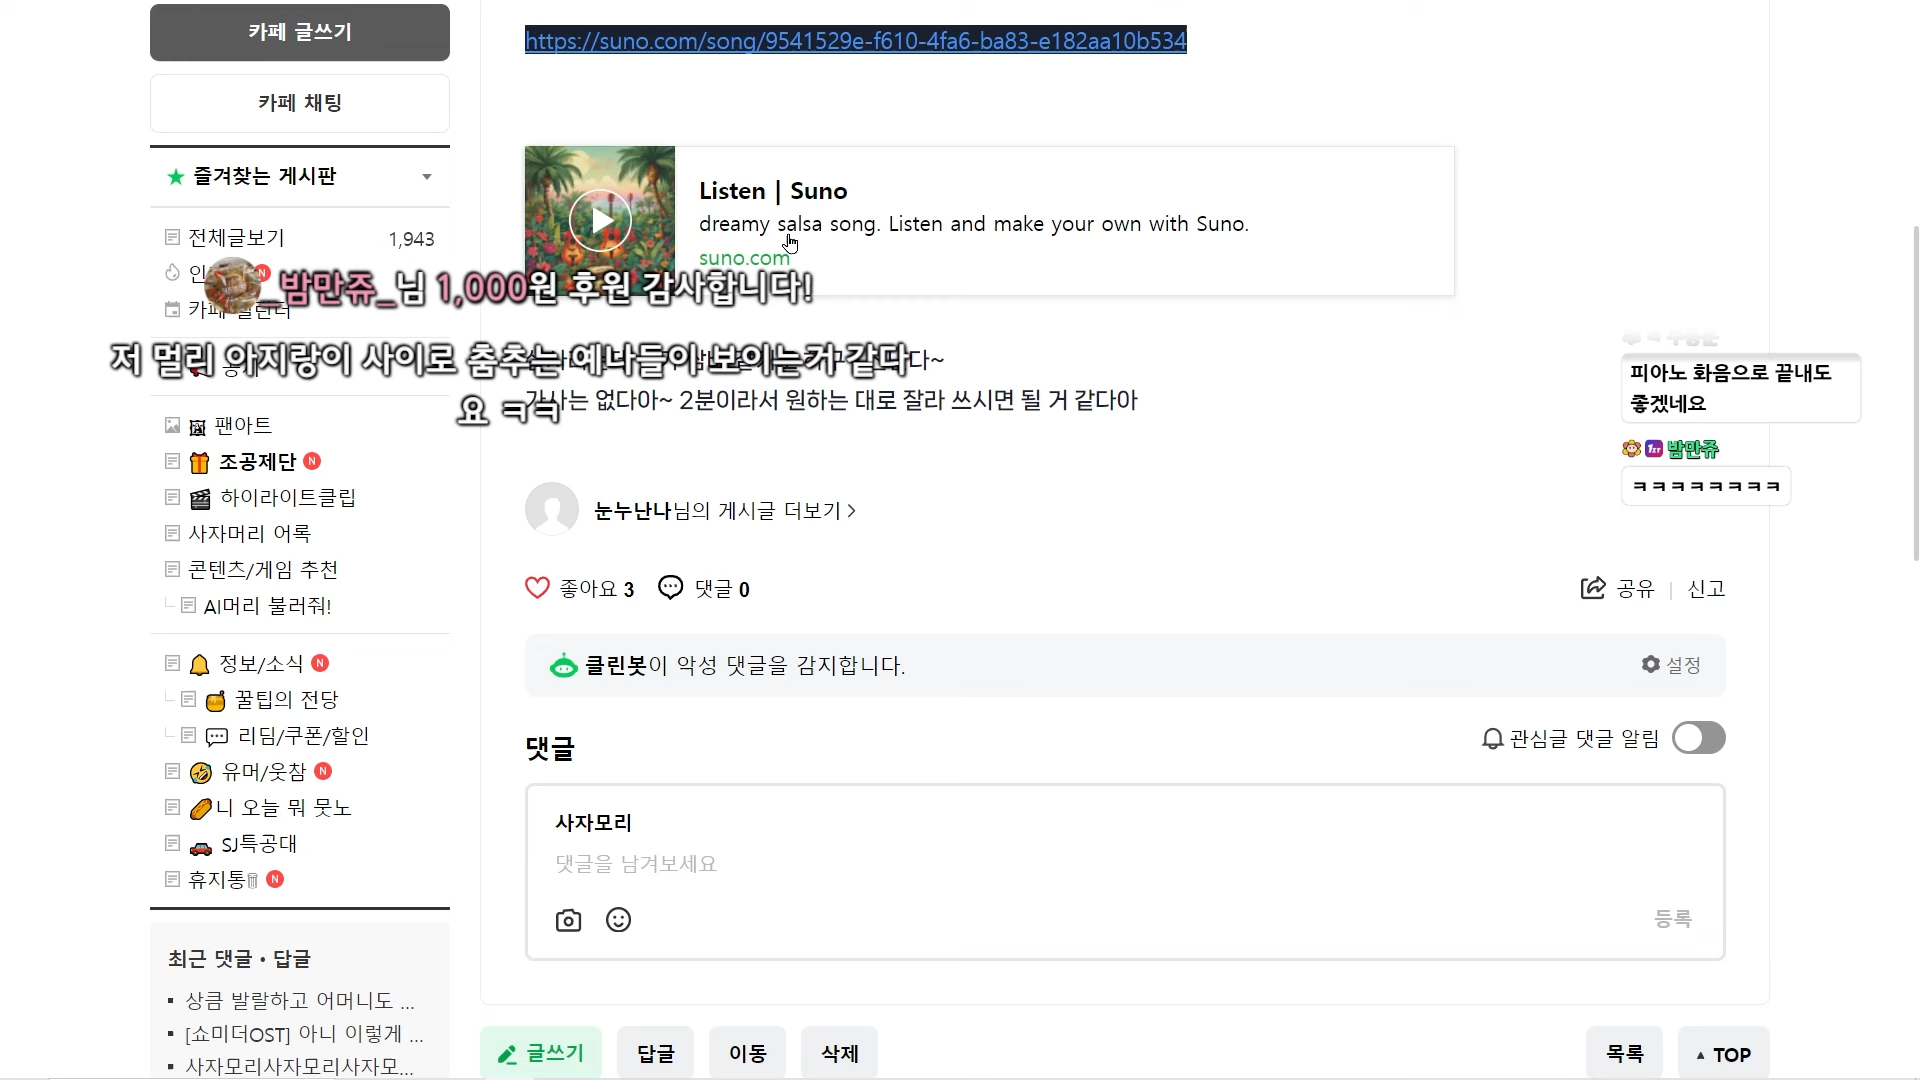 카페 글쓰기
카페 채팅
즐겨찾는 게시판
전체글보기 1,943
팬아트
조공제단
하이라이트클립
사자머리 어록
콘텐츠/게임 추천
AI머리 불러줘!
정보/소식
꿀팁의 전당
리딤/쿠폰/할인
유머/웃참
니 오늘 뭐 뭇노
SJ특공대
휴지통
최근 댓글 • 답글
상큼 발랄하고 어머니도 ...
[쇼미더OST] 아니 이렇게 ...
사자모리사자모리사자모...
https://suno.com/song/9541529e-f610-4fa6-ba83-e182aa10b534
Listen | Suno
dreamy salsa song. Listen and make your own with Suno.
suno.com
_밤만쥬_님 1,000원 후원 감사합니다!
저 멀리 아지랑이 사이로 춤추는 예나들이 보이는거 같다
요 ㅋㅋ
없다아~ 2분이라서 원하는 대로 잘라 쓰시면 될 거 같다아
눈누난나님의 게시글 더보기 >
좋아요 3 댓글 0
공유 | 신고
클린봇이 악성 댓글을 감지합니다.
설정
댓글
관심글 댓글 알림
사자모리
댓글을 남겨보세요
등록
글쓰기 답글 이동 삭제
목록 TOP
피아노 화음으로 끝내도
좋겠네요
밤만쥬
ㅋㅋㅋㅋㅋㅋㅋㅋ